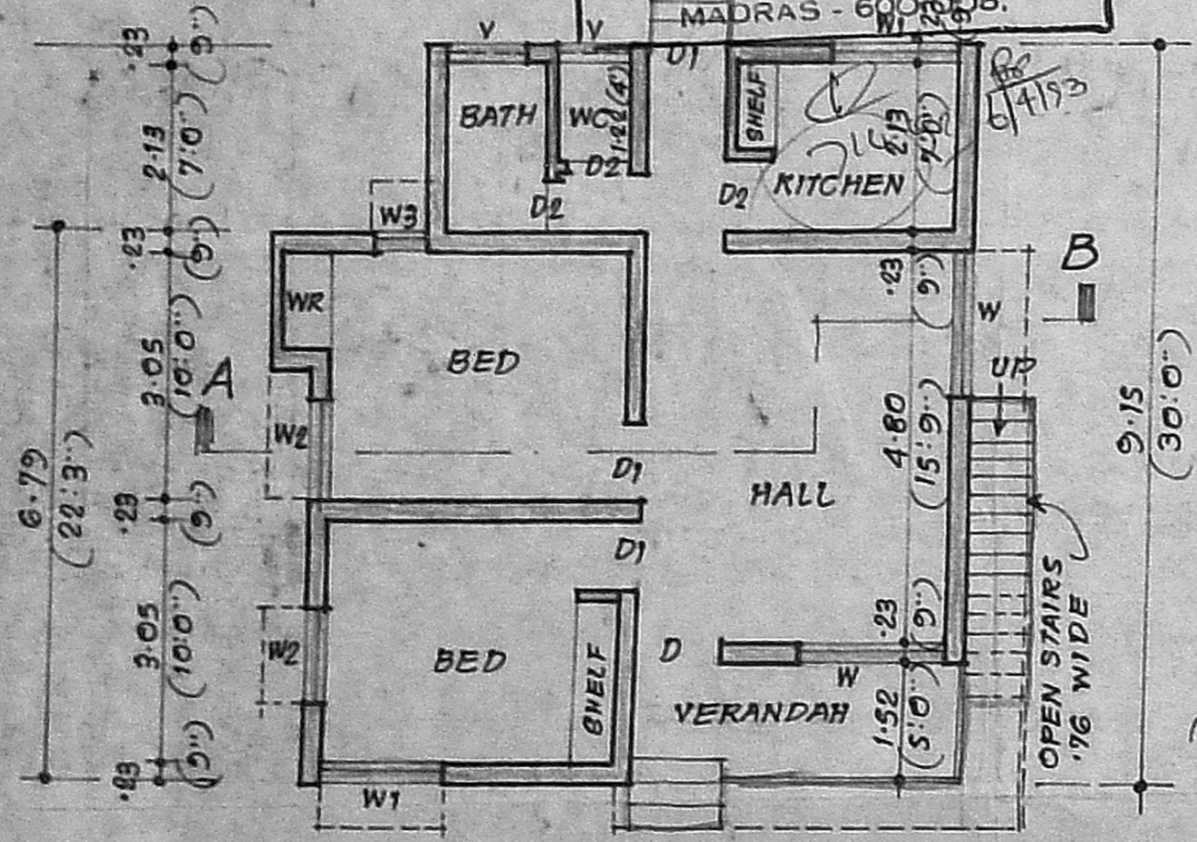 MADRAS - 600
V
V
D1
W1
BATH
WC
1·22 (4')
SHELF
D2
D2
D2
KITCHEN
2·13
(7'·0")
6/4/93
W3
WR
BED
·23
(9")
W
B
UP
A
W2
D1
HALL
4·80
(15'·9")
D1
W2
BED
SHELF
D
W
·23
(9")
VERANDAH
1·52
(5'·0")
W1
OPEN STAIRS
·76 WIDE
9·15
(30'·0")
·23
(9")
2·13
(7'·0")
·23
(9")
3·05
(10'·0")
·23
(9")
3·05
(10'·0")
·23
(9")
6·79
(22'·3")